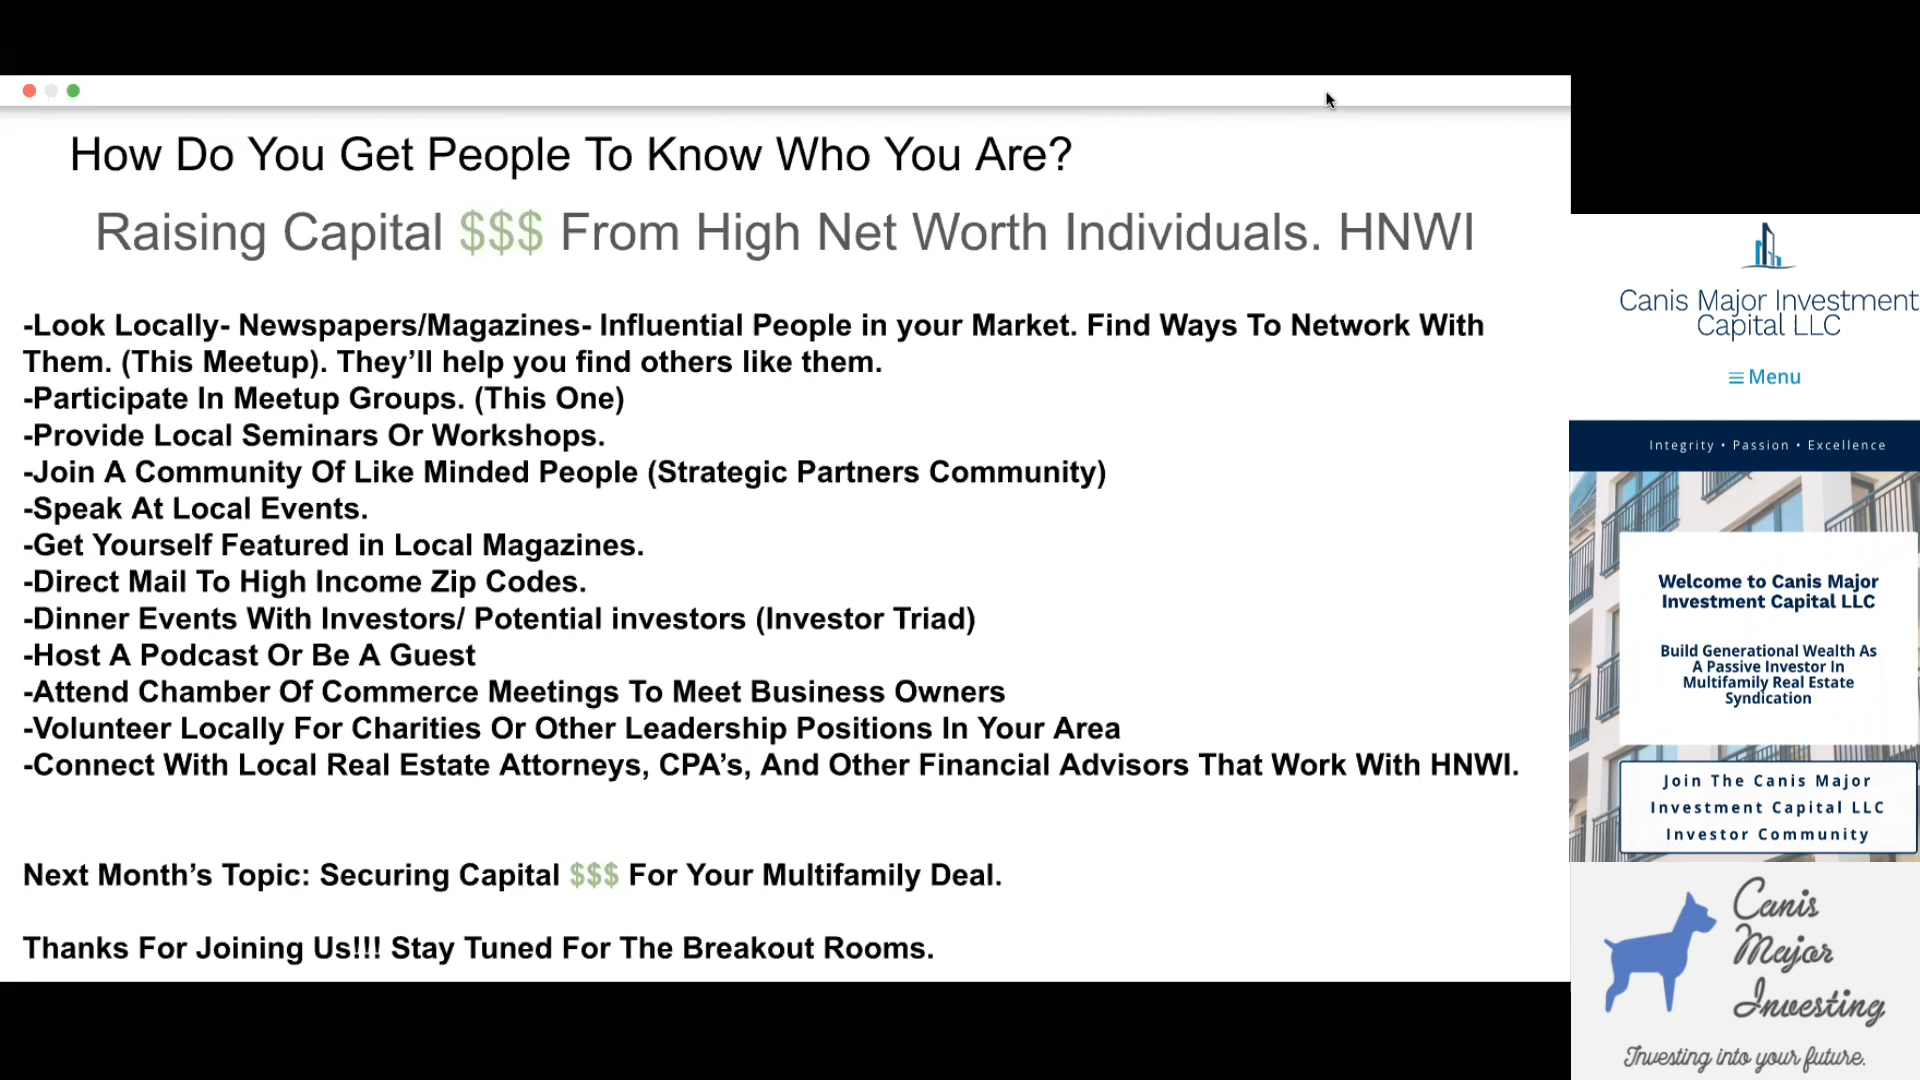 How Do You Get People To Know Who You Are?
Raising Capital $$$ From High Net Worth Individuals. HNWI
-Look Locally- Newspapers/Magazines- Influential People in your Market. Find Ways To Network With
Them. (This Meetup). They’ll help you find others like them.
-Participate In Meetup Groups. (This One)
-Provide Local Seminars Or Workshops.
-Join A Community Of Like Minded People (Strategic Partners Community)
-Speak At Local Events.
-Get Yourself Featured in Local Magazines.
-Direct Mail To High Income Zip Codes.
-Dinner Events With Investors/ Potential investors (Investor Triad)
-Host A Podcast Or Be A Guest
-Attend Chamber Of Commerce Meetings To Meet Business Owners
-Volunteer Locally For Charities Or Other Leadership Positions In Your Area
-Connect With Local Real Estate Attorneys, CPA’s, And Other Financial Advisors That Work With HNWI.
Next Month’s Topic: Securing Capital $$$ For Your Multifamily Deal.
Thanks For Joining Us!!! Stay Tuned For The Breakout Rooms.
Canis Major Investment
Capital LLC
≡ Menu
Integrity • Passion • Excellence
Welcome to Canis Major
Investment Capital LLC
Build Generational Wealth As
A Passive Investor In
Multifamily Real Estate
Syndication
Join The Canis Major
Investment Capital LLC
Investor Community
Canis
Major
Investing
Investing into your future.